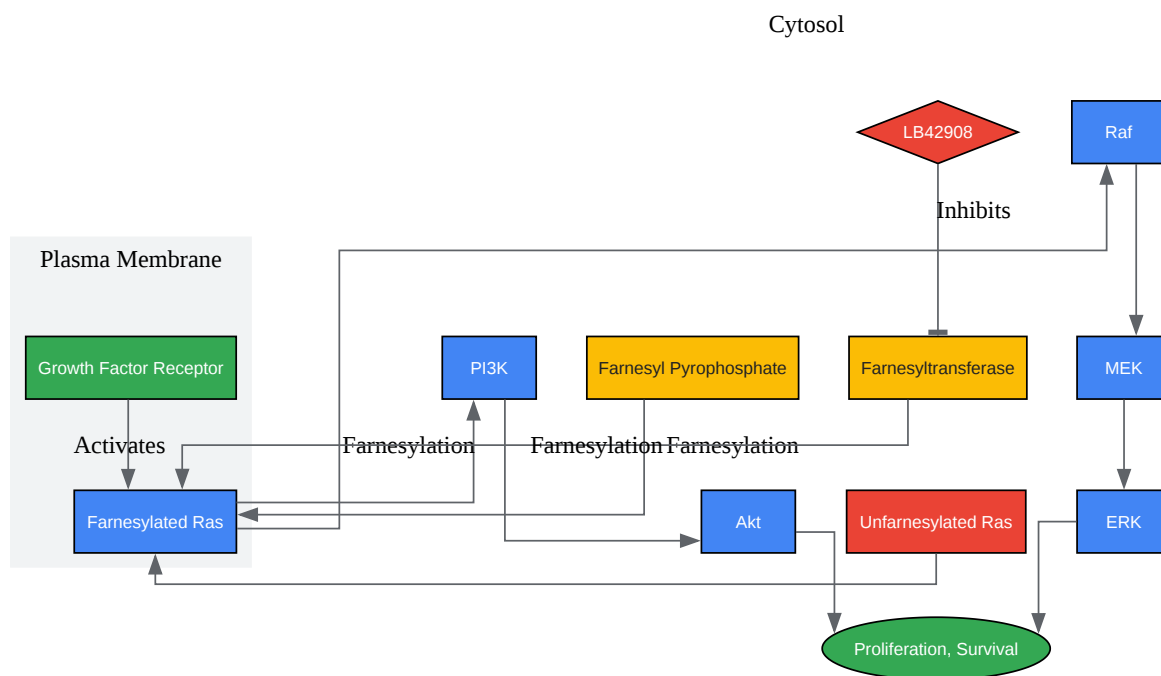 Cytosol
LB42908
Raf
Inhibits
Plasma Membrane
Growth Factor Receptor
PI3K
Farnesyl Pyrophosphate
Farnesyltransferase
MEK
Activates
Farnesylation
Farnesylation
Farnesylation
Farnesylated Ras
Akt
Unfarnesylated Ras
ERK
Proliferation, Survival